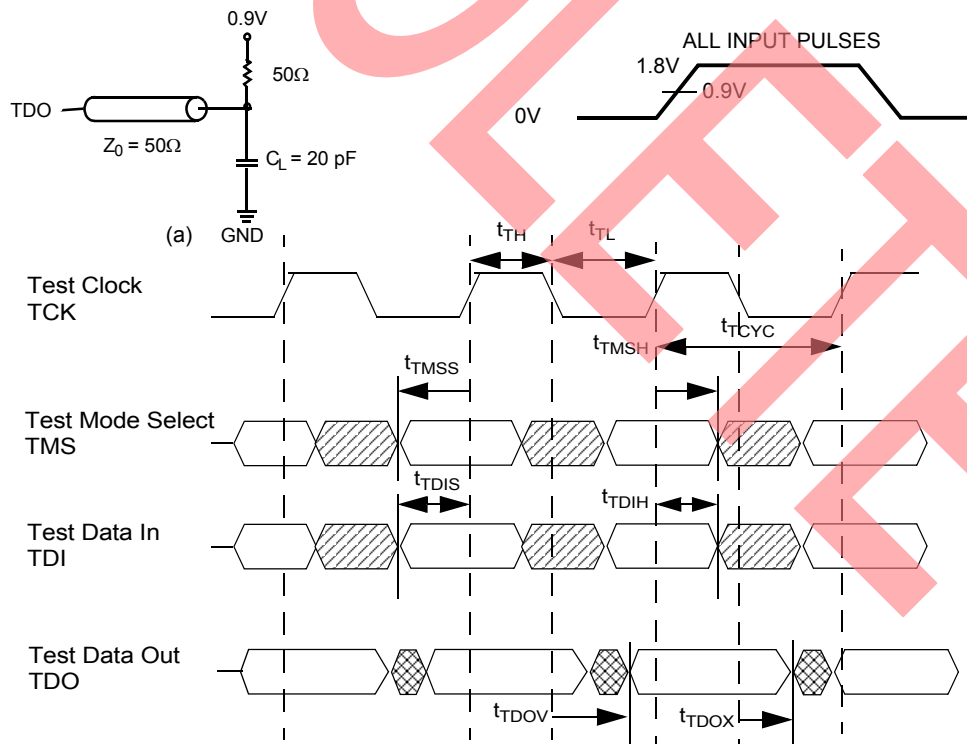 0.9V
50Ω
TDO
Z0 = 50Ω
CL = 20 pF
(a)
GND
ALL INPUT PULSES
1.8V
0.9V
0V
tTH
tTL
Test Clock
TCK
tTMSH
tTCYC
tTMSS
Test Mode Select
TMS
tTDIS
tTDIH
Test Data In
TDI
Test Data Out
TDO
tTDOV
tTDOX